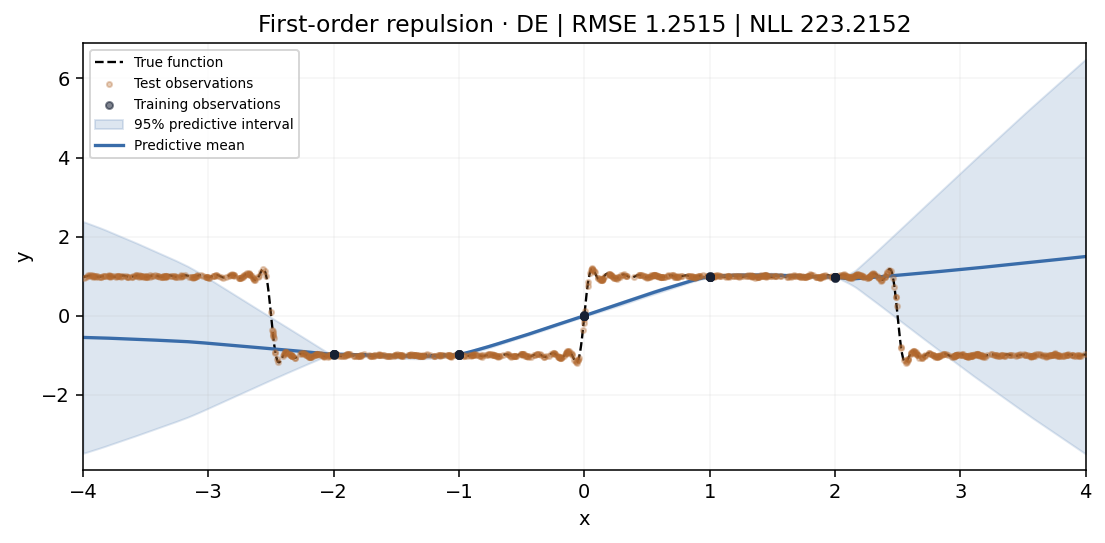 First-order repulsion · DE | RMSE 1.2515 | NLL 223.2152
True function
Test observations
Training observations
95% predictive interval
Predictive mean
6
4
2
0
−2
y
−4
−3
−2
−1
0
1
2
3
4
x